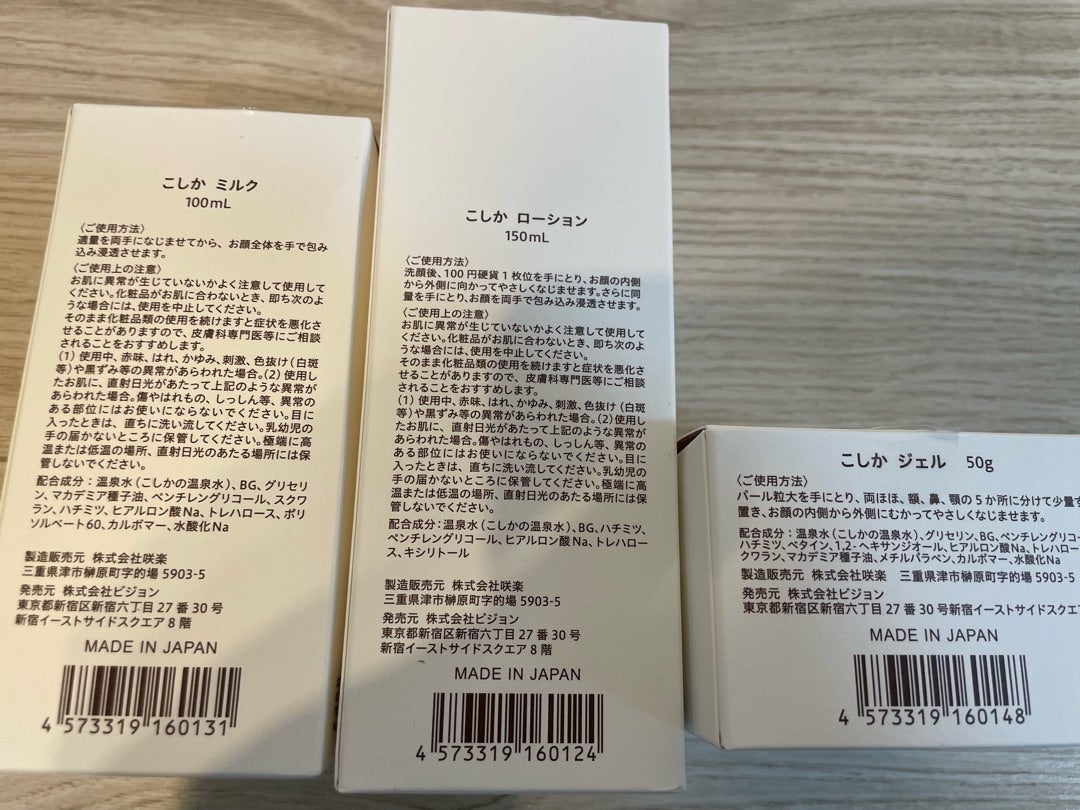 こしか ミルク
100mL
〈ご使用方法〉
適量を両手になじませてから、お顔全体を手で包み
込み浸透させます。
〈ご使用上の注意〉
お肌に異常が生じていないかよく注意して使用して
ください。化粧品がお肌に合わないとき、即ち次のよ
うな場合には、使用を中止してください。
そのまま化粧品類の使用を続けますと症状を悪化さ
せることがありますので、皮膚科専門医等にご相談
されることをおすすめします。
(1) 使用中、赤味、はれ、かゆみ、刺激、色抜け(白斑
等)や黒ずみ等の異常があらわれた場合。(2) 使用し
たお肌に、直射日光があたって上記のような異常が
あらわれた場合。傷やはれもの、しっしん等、異常の
ある部位にはお使いにならないでください。目に
入ったときは、直ちに洗い流してください。乳幼児の
手の届かないところに保管してください。極端に高
温または低温の場所、直射日光のあたる場所には保
管しないでください。
配合成分：温泉水(こしかの温泉水)、BG、グリセリ
ン、マカデミア種子油、ペンチレングリコール、スクワ
ラン、ハチミツ、ヒアルロン酸Na、トレハロース、ポリ
ソルベート60、カルボマー、水酸化Na
製造販売元 株式会社咲楽
三重県津市榊原町字的場 5903-5
発売元 株式会社ビジョン
東京都新宿区新宿六丁目 27 番 30 号
新宿イーストサイドスクエア 8 階
MADE IN JAPAN
4 573319 160131
こしか ローション
150mL
〈ご使用方法〉
洗顔後、100 円硬貨 1 枚位を手にとり、お顔の内側
から外側に向かってやさしくなじませます。さらに同
量を手にとり、お顔を両手で包み込み浸透させます。
〈ご使用上の注意〉
お肌に異常が生じていないかよく注意して使用して
ください。化粧品がお肌に合わないとき、即ち次のよ
うな場合には、使用を中止してください。
そのまま化粧品類の使用を続けますと症状を悪化さ
せることがありますので、皮膚科専門医等にご相談
されることをおすすめします。
(1) 使用中、赤味、はれ、かゆみ、刺激、色抜け(白斑
等)や黒ずみ等の異常があらわれた場合。(2)使用し
たお肌に、直射日光があたって上記のような異常が
あらわれた場合。傷やはれもの、しっしん等、異常の
ある部位にはお使いにならないでください。目に
入ったときは、直ちに洗い流してください。乳幼児の
手の届かないところに保管してください。極端に高
温または低温の場所、直射日光のあたる場所には保
管しないでください。
配合成分：温泉水(こしかの温泉水)、BG、ハチミツ、
ペンチレングリコール、ヒアルロン酸Na、トレハロー
ス、キシリトール
製造販売元 株式会社咲楽
三重県津市榊原町字的場 5903-5
発売元 株式会社ビジョン
東京都新宿区新宿六丁目 27 番 30 号
新宿イーストサイドスクエア 8 階
MADE IN JAPAN
4 573319 160124
こしか ジェル 50g
〈ご使用方法〉
パール粒大を手にとり、両ほほ、額、鼻、顎の 5 か所に分けて少量ず
置き、お顔の内側から外側にむかってやさしくなじませます。
配合成分：温泉水(こしかの温泉水)、グリセリン、BG、ペンチレングリコー
ハチミツ、ベタイン、1,2-ヘキサンジオール、ヒアルロン酸Na、トレハロー
クワラン、マカデミア種子油、メチルパラベン、カルボマー、水酸化Na
製造販売元 株式会社咲楽 三重県津市榊原町字的場 5903-5
発売元 株式会社ビジョン
東京都新宿区新宿六丁目 27 番 30 号新宿イーストサイドスクエ
MADE IN JAPAN
4 573319 160148